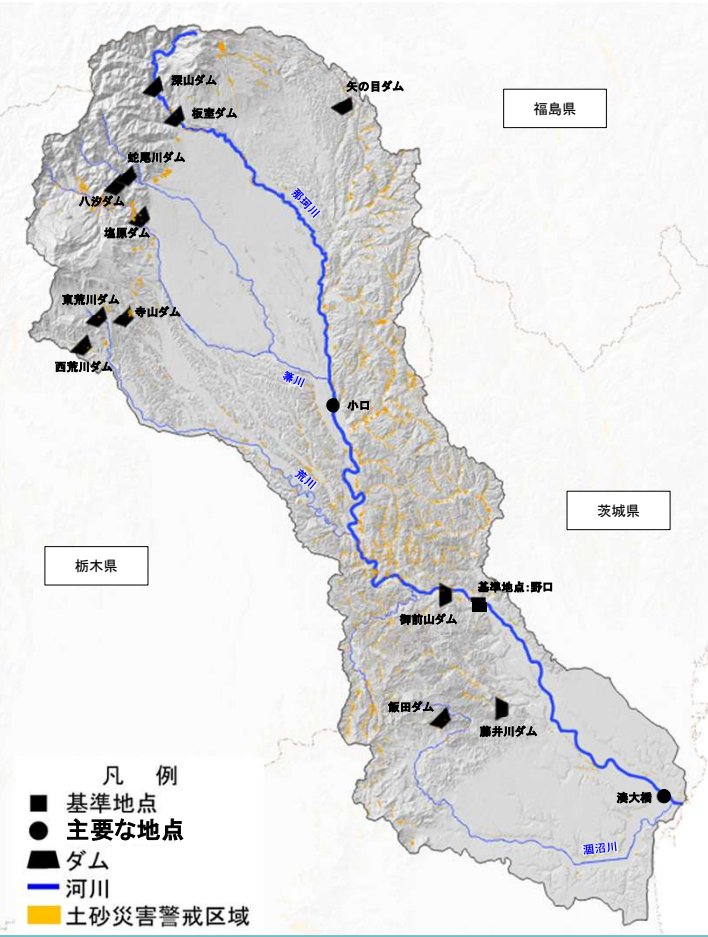 深山ダム
矢の目ダム
板室ダム
福島県
蛇尾川ダム
八汐ダム
那珂川
塩原ダム
東荒川ダム
寺山ダム
西荒川ダム
箒川
小口
荒川
茨城県
栃木県
基準地点:野口
御前山ダム
飯田ダム
藤井川ダム
湊大橋
涸沼川
凡 例
基準地点
主要な地点
ダム
河川
土砂災害警戒区域